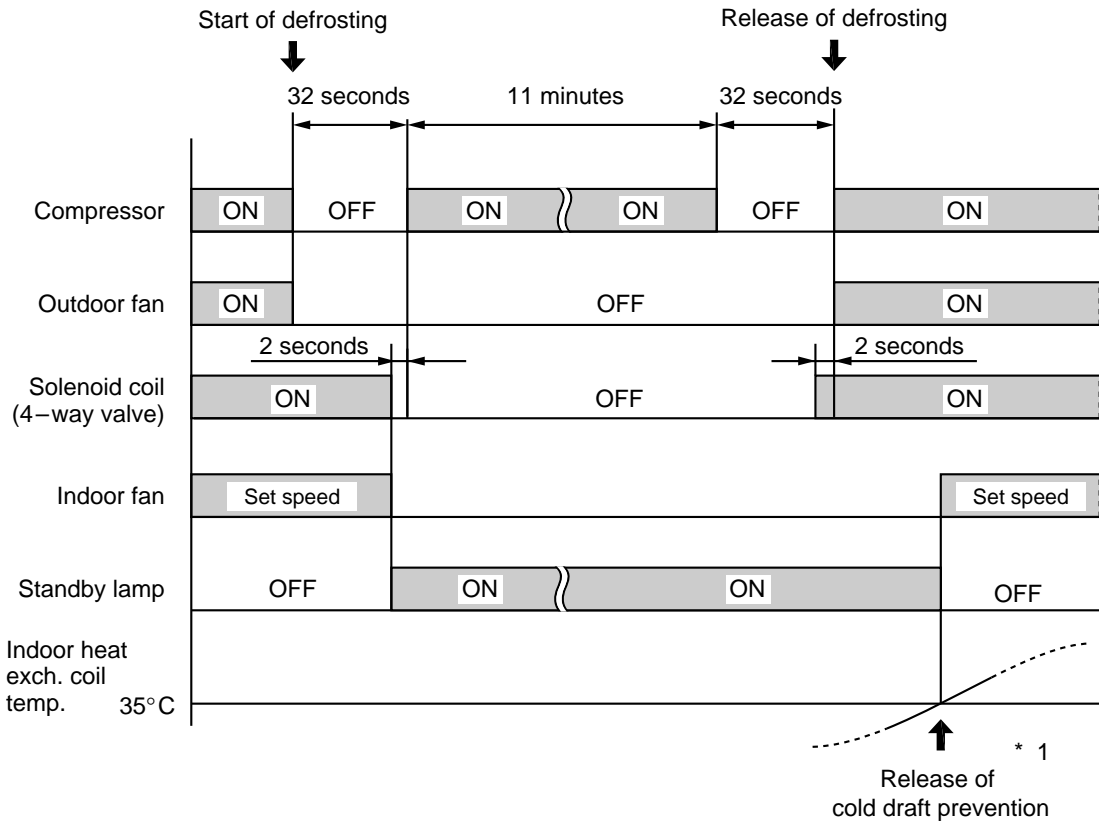 Start of defrosting
Release of defrosting
32 seconds
11 minutes
32 seconds
Compressor
ON
OFF
ON
ON
OFF
ON
Outdoor fan
ON
OFF
ON
2 seconds
2 seconds
Solenoid coil
(4−way valve)
ON
OFF
ON
Indoor fan
Set speed
Set speed
Standby lamp
OFF
ON
ON
OFF
Indoor heat
exch. coil
temp.
35°C
* 1
Release of
cold draft prevention